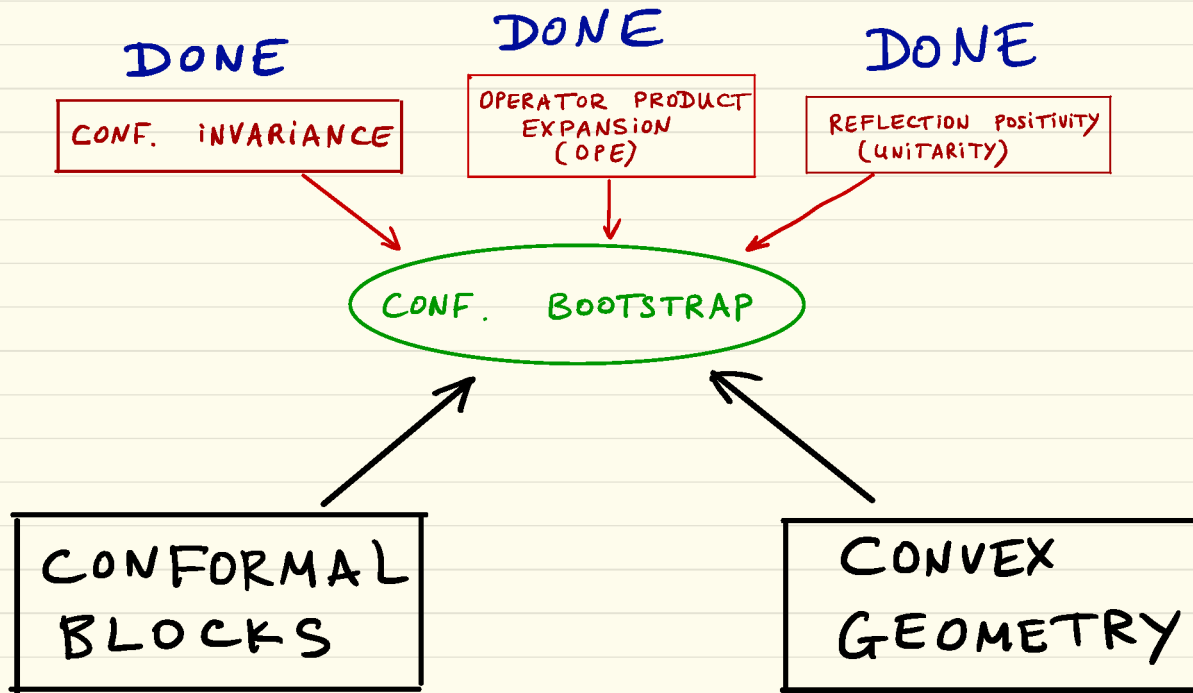 DONE
DONE
DONE
CONF. INVARIANCE
OPERATOR PRODUCT
EXPANSION
(OPE)
REFLECTION POSITIVITY
(UNITARITY)
CONF. BOOTSTRAP
CONFORMAL
BLOCKS
CONVEX
GEOMETRY